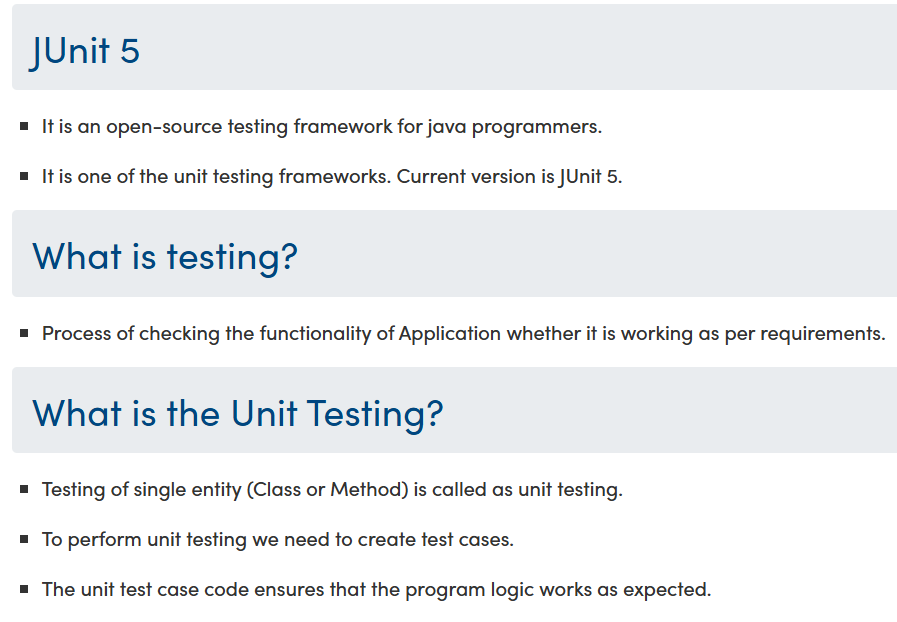 JUnit 5
It is an open-source testing framework for java programmers.
It is one of the unit testing frameworks. Current version is JUnit 5.
What is testing?
Process of checking the functionality of Application whether it is working as per requirements.
What is the Unit Testing?
Testing of single entity (Class or Method) is called as unit testing.
To perform unit testing we need to create test cases.
The unit test case code ensures that the program logic works as expected.